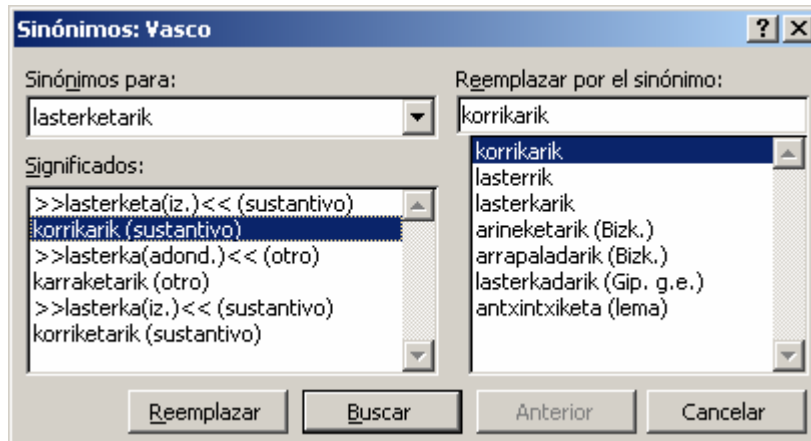 Sinónimos: Vasco
Sinónimos para:
lasterketarik
Significados:
>>lasterketa(iz.)<< (sustantivo)
korrikarik (sustantivo)
>>lasterka(adond.)<< (otro)
karraketarik (otro)
>>lasterka(iz.)<< (sustantivo)
korriketarik (sustantivo)
Reemplazar por el sinónimo:
korrikarik
korrikarik
lasterrik
lasterkarik
arineketarik (Bizk.)
arrapaladarik (Bizk.)
lasterkadarik (Gip. g.e.)
antxintxiketa (lema)
Reemplazar
Buscar
Anterior
Cancelar